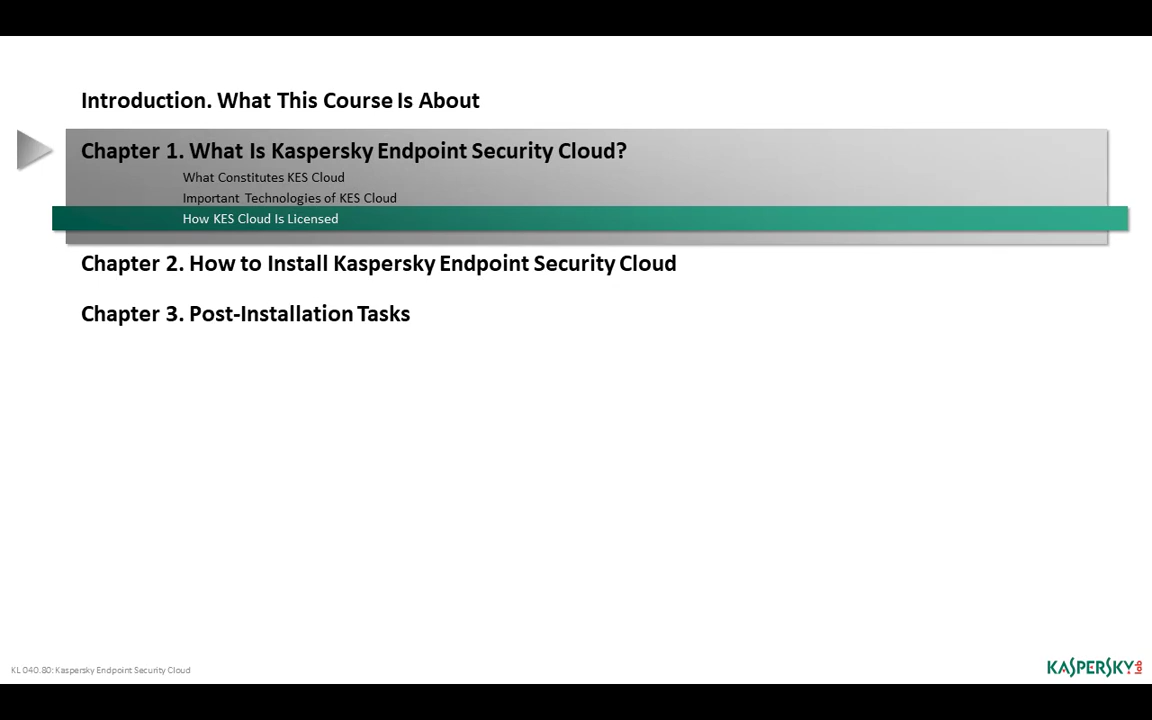 Introduction. What This Course Is About
Chapter 1. What Is Kaspersky Endpoint Security Cloud?
What Constitutes KES Cloud
Important Technologies of KES Cloud
How KES Cloud Is Licensed
Chapter 2. How to Install Kaspersky Endpoint Security Cloud
Chapter 3. Post-Installation Tasks
KL 040.80: Kaspersky Endpoint Security Cloud
KASPERSKY lab